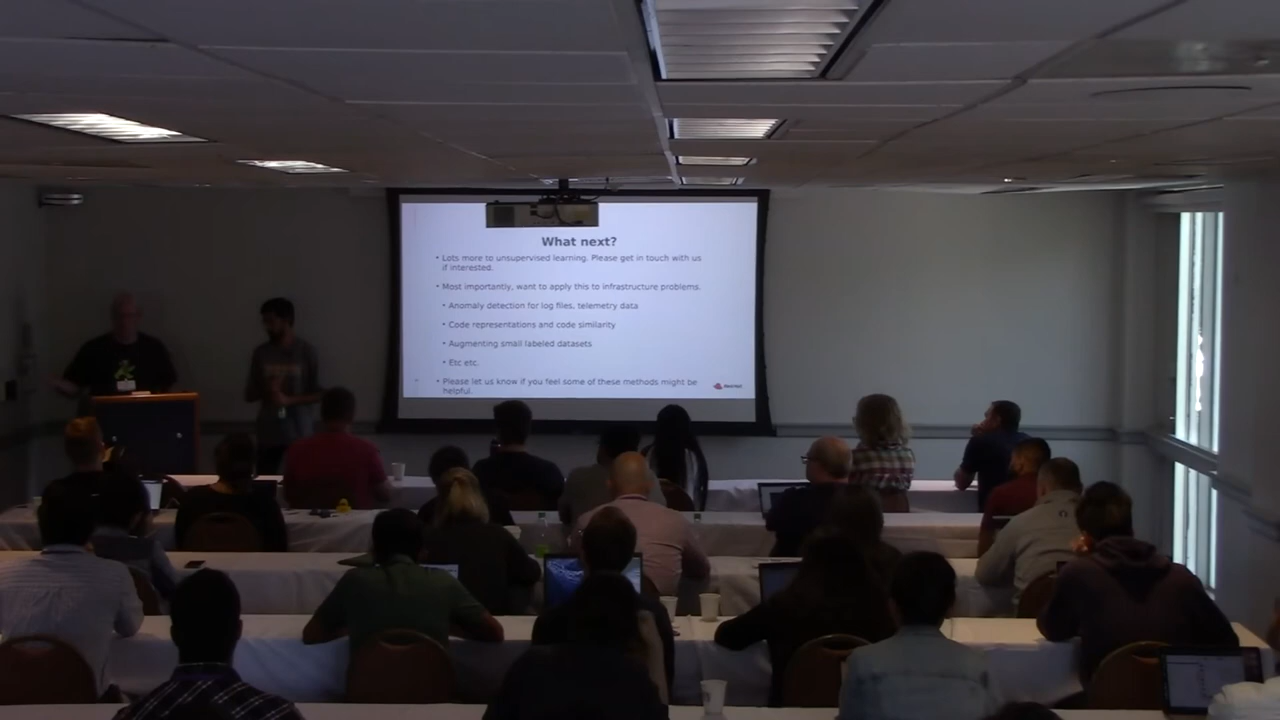 What next?
• Lots more to unsupervised learning. Please get in touch with us
if interested.
• Most importantly, want to apply this to infrastructure problems.
• Anomaly detection for log files, telemetry data
• Code representations and code similarity
• Augmenting small labeled datasets
• Etc etc.
• Please let us know if you feel some of these methods might be
helpful.
Red Hat